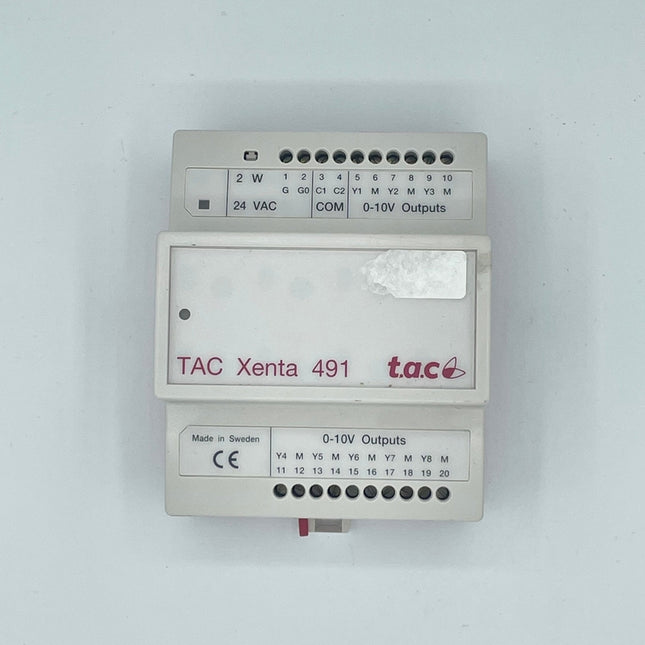 2 W 1 2 3 4 5 6 7 8 9 10
G G0 C1 C2 Y1 M Y2 M Y3 M
24 VAC COM 0-10V Outputs
TAC Xenta 491 t.a.c
Made in Sweden 0-10V Outputs
CE
Y4 M Y5 M Y6 M Y7 M Y8 M
11 12 13 14 15 16 17 18 19 20